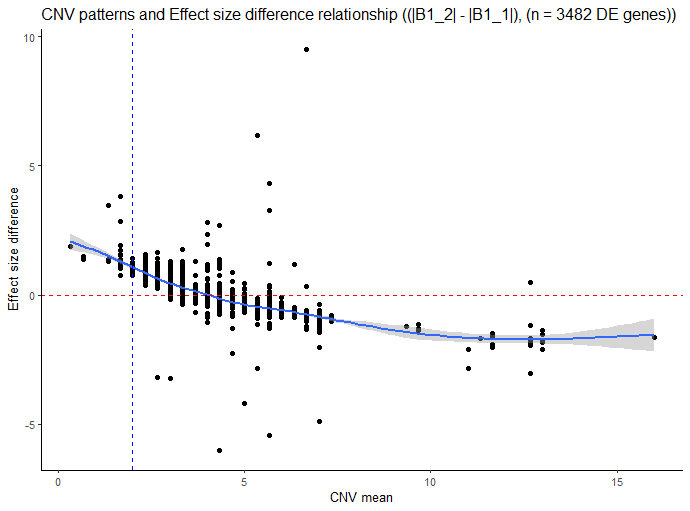 CNV patterns and Effect size difference relationship ((|B1_2| - |B1_1|), (n = 3482 DE genes))
10
5
0
-5
Effect size difference
0
5
10
15
CNV mean